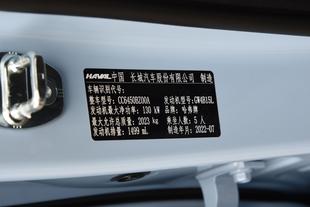 HAVAL 中国 长城汽车股份有限公司 制造
车辆识别代号:
整车型号: CC6450BZ00A 发动机型号: GW4B15L
发动机最大净功率: 130 kW 品牌: 哈弗牌
最大允许总质量: 2023 kg 乘坐人数: 5 人
发动机排量: 1499 mL 制造年月: 2022-07